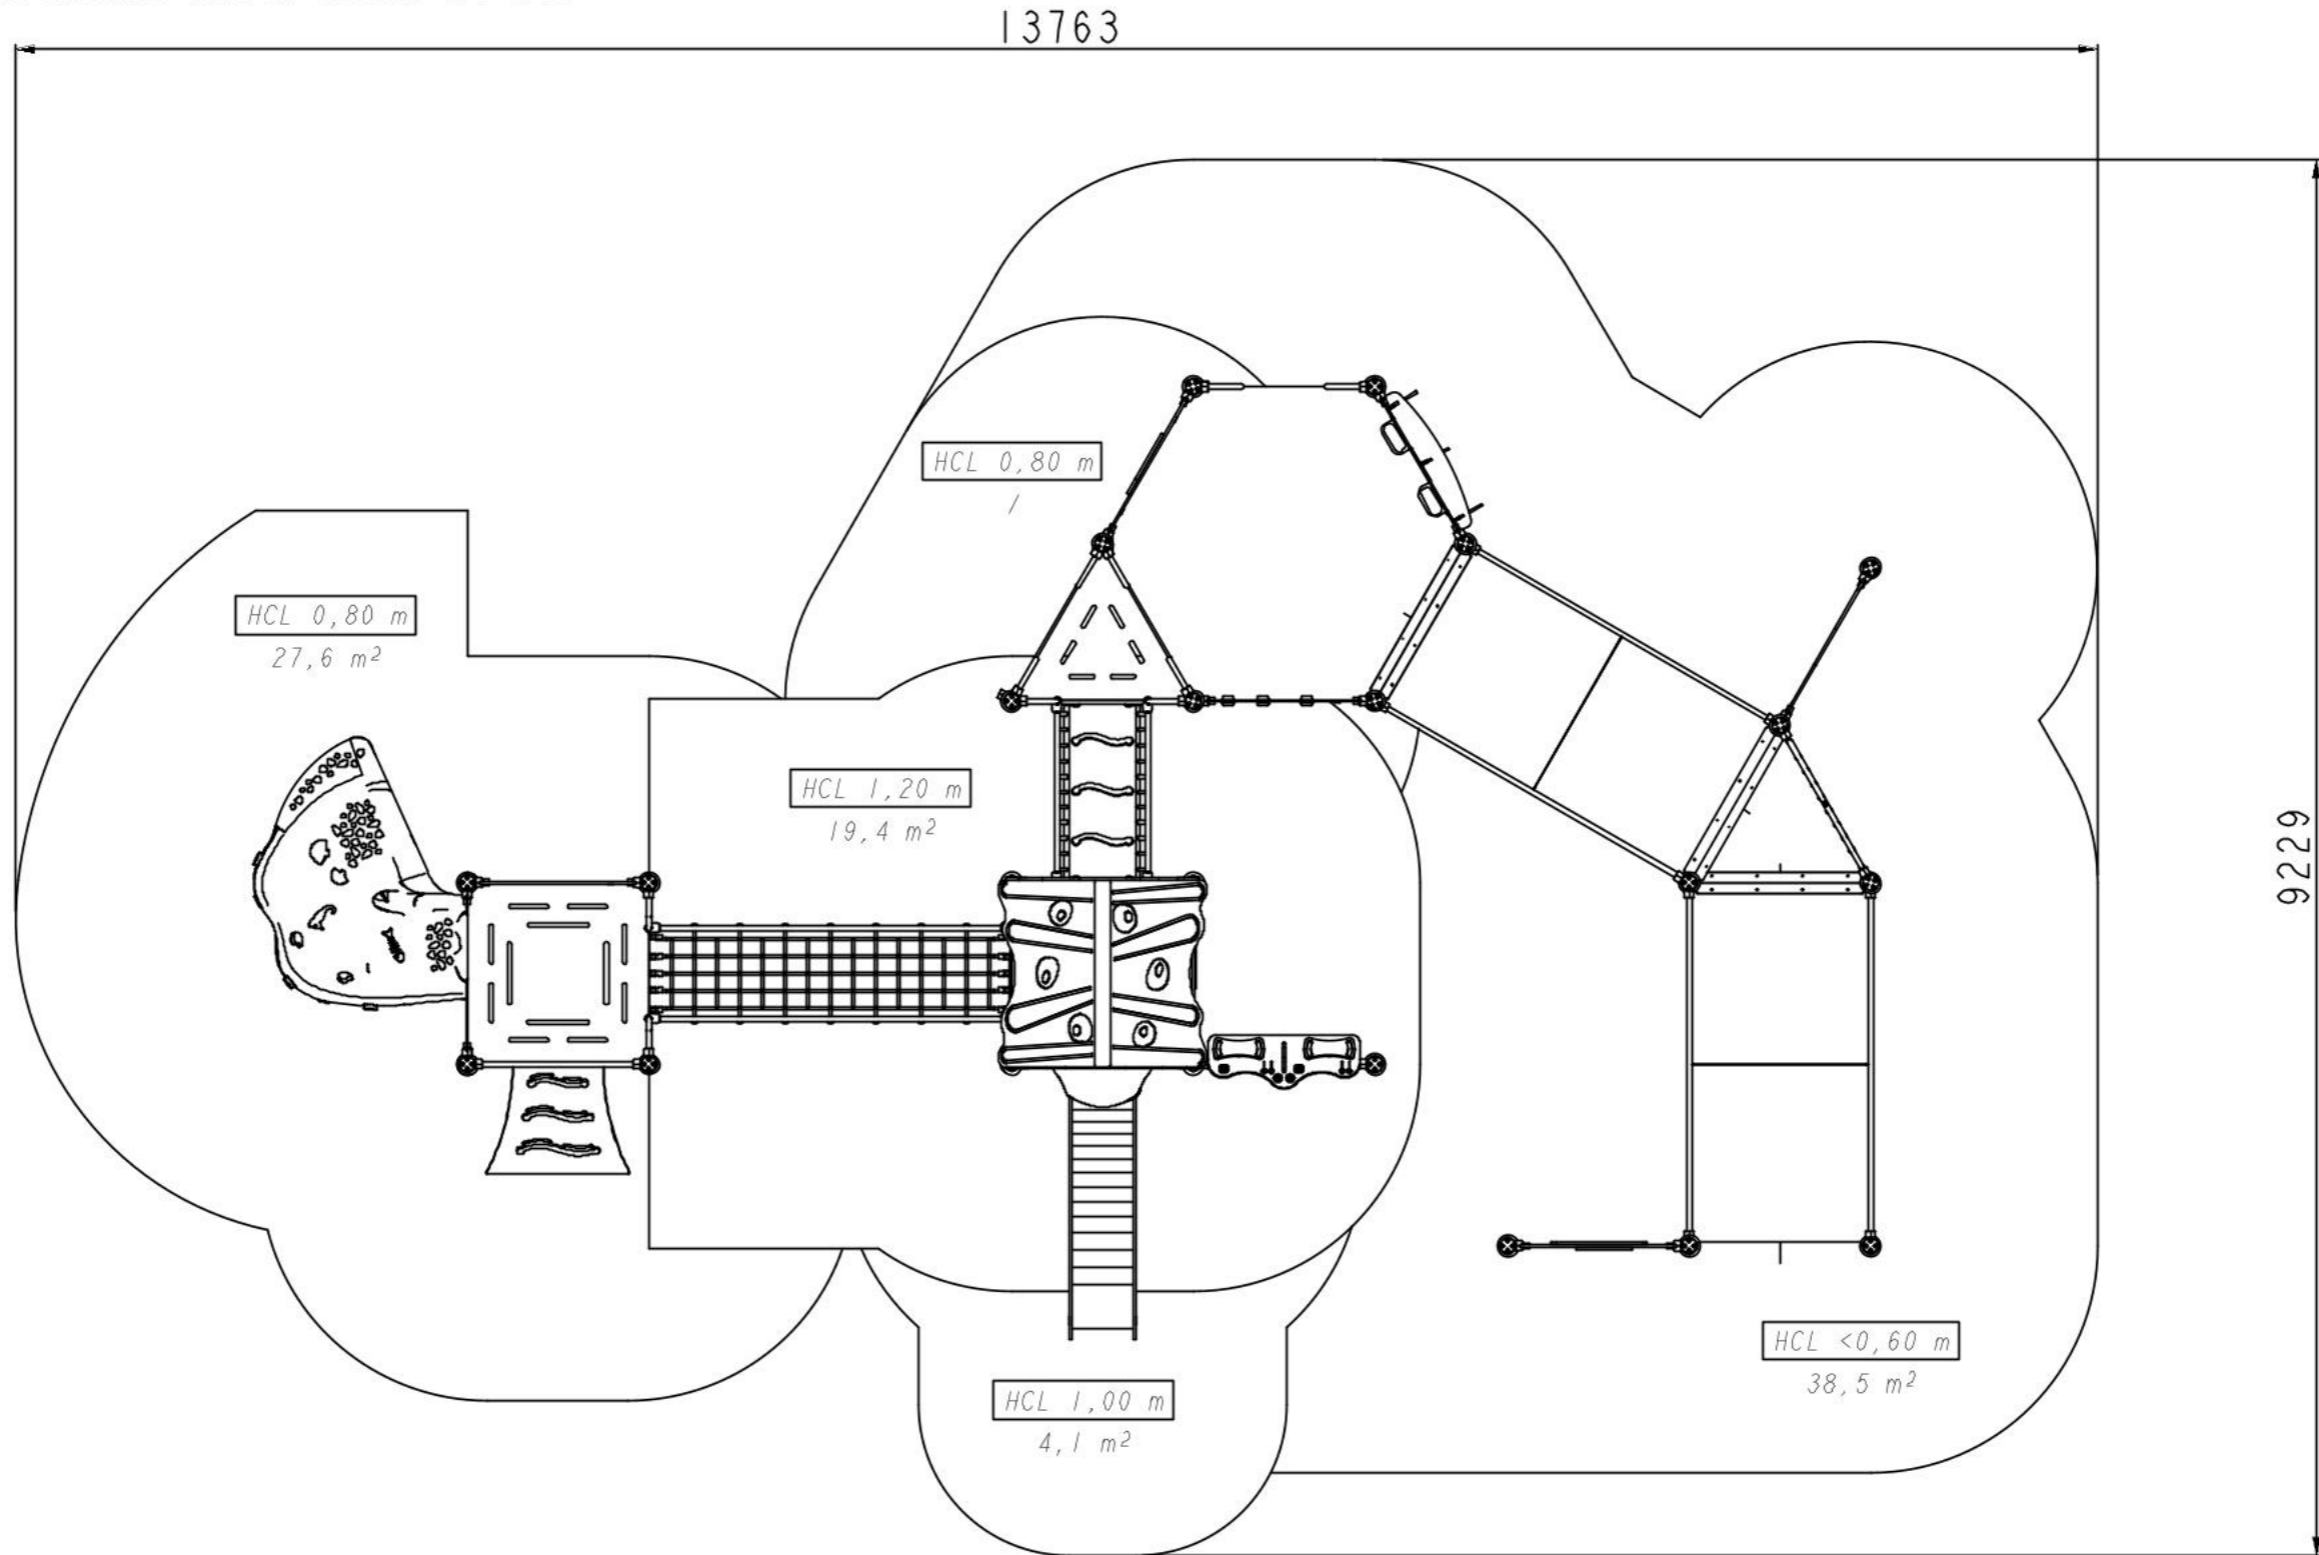 13763
HCL 0,80 m
/
HCL 0,80 m
27,6 m²
HCL 1,20 m
19,4 m²
9229
HCL <0,60 m
38,5 m²
HCL 1,00 m
4,1 m²